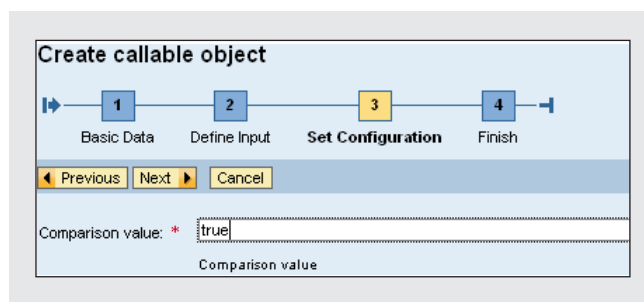 Create callable object
1 2 3 4
Basic Data Define Input Set Configuration Finish
Previous Next Cancel
Comparison value: * true
Comparison value